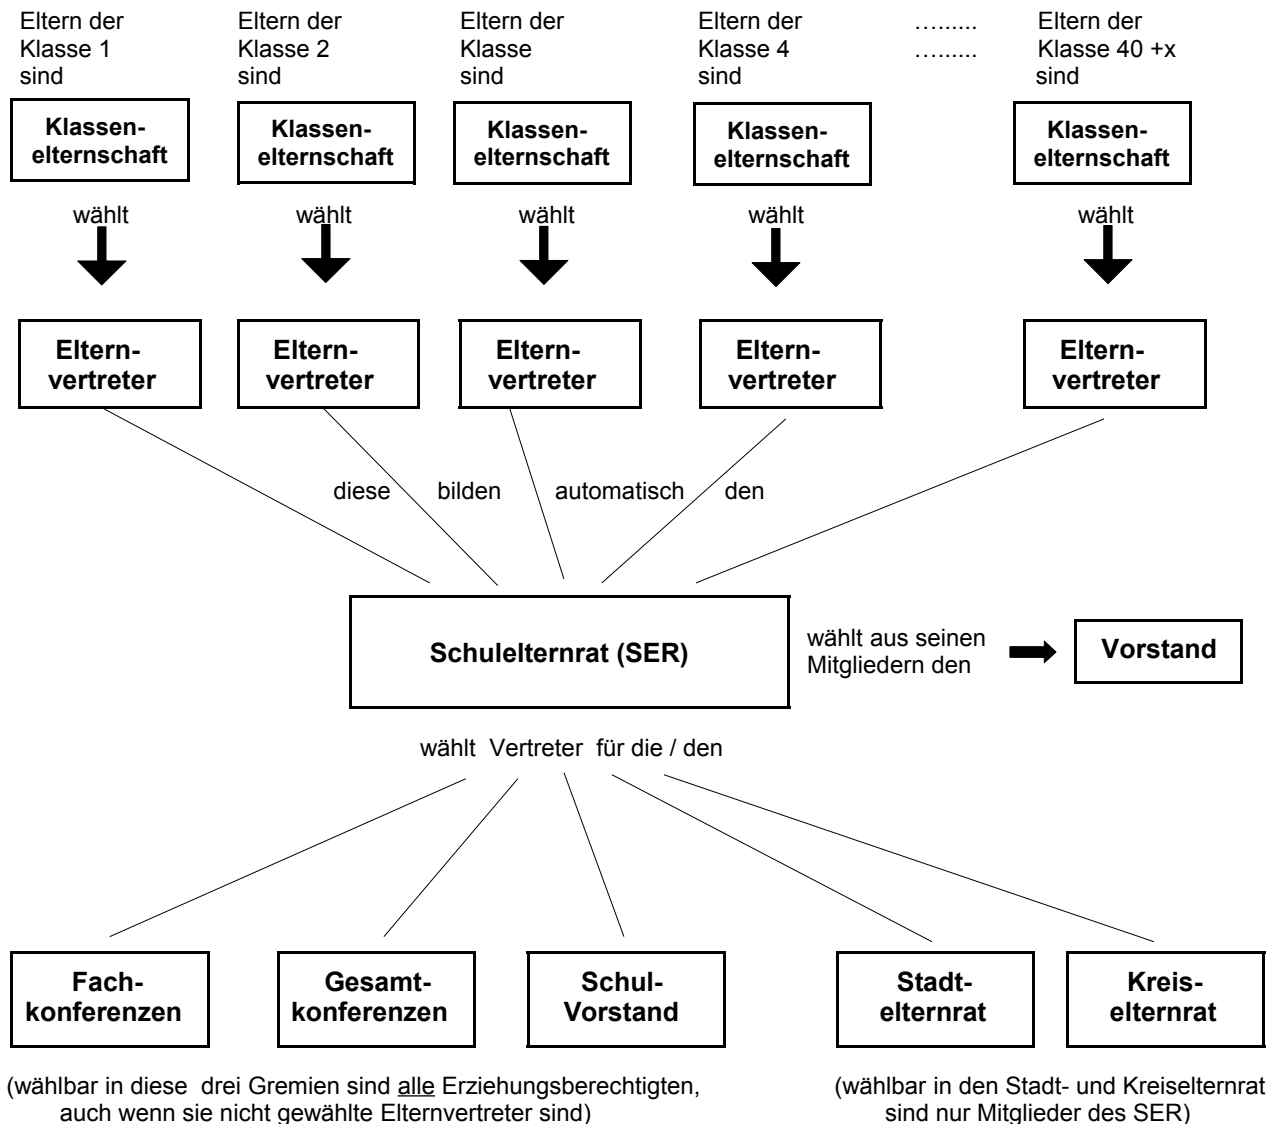 Eltern der
Klasse 1
sind
Eltern der
Klasse 2
sind
Eltern der
Klasse
sind
Eltern der
Klasse 4
sind
….......
….......
Eltern der
Klasse 40 +x
sind
Klassen-
elternschaft
Klassen-
elternschaft
Klassen-
elternschaft
Klassen-
elternschaft
Klassen-
elternschaft
wählt
wählt
wählt
wählt
wählt
Eltern-
vertreter
Eltern-
vertreter
Eltern-
vertreter
Eltern-
vertreter
Eltern-
vertreter
diese bilden automatisch den
Schulelternrat (SER)
wählt aus seinen
Mitgliedern den
Vorstand
wählt Vertreter für die / den
Fach-
konferenzen
Gesamt-
konferenzen
Schul-
Vorstand
Stadt-
elternrat
Kreis-
elternrat
(wählbar in diese drei Gremien sind alle Erziehungsberechtigten,
auch wenn sie nicht gewählte Elternvertreter sind)
(wählbar in den Stadt- und Kreiselternrat
sind nur Mitglieder des SER)